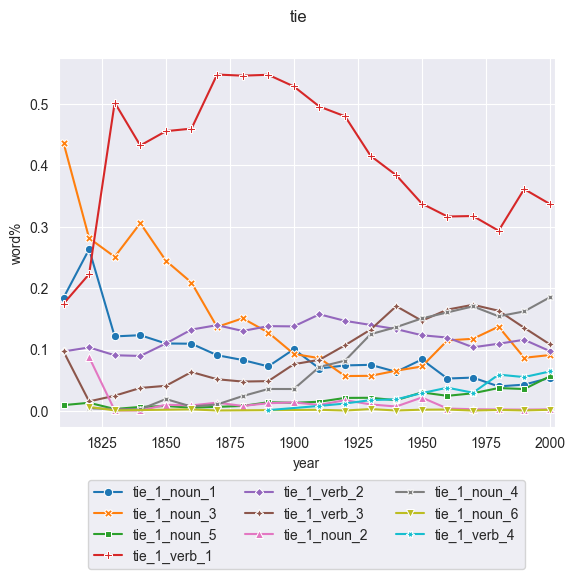 tie
0.5
0.4
0.3
0.2
0.1
0.0
word%
1825 1850 1875 1900 1925 1950 1975 2000
year
tie_1_noun_1 tie_1_verb_2 tie_1_noun_4
tie_1_noun_3 tie_1_verb_3 tie_1_noun_6
tie_1_noun_5 tie_1_noun_2 tie_1_verb_4
tie_1_verb_1